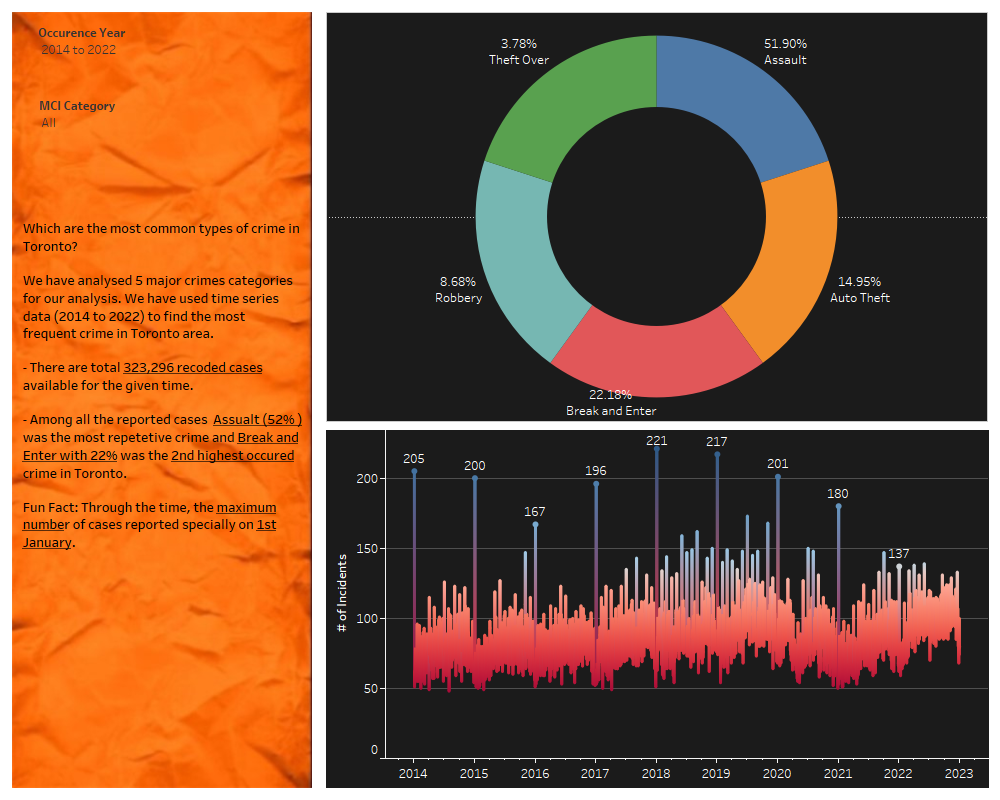 Occurence Year
2014 to 2022
MCI Category
All
Which are the most common types of crime in
Toronto?
We have analysed 5 major crimes categories
for our analysis. We have used time series
data (2014 to 2022) to find the most
frequent crime in Toronto area.
- There are total 323,296 recoded cases
available for the given time.
- Among all the reported cases Assualt (52% )
was the most repetetive crime and Break and
Enter with 22% was the 2nd highest occured
crime in Toronto.
Fun Fact: Through the time, the maximum
number of cases reported specially on 1st
January.
3.78%
Theft Over
51.90%
Assault
8.68%
Robbery
14.95%
Auto Theft
22.18%
Break and Enter
# of Incidents
200
150
100
50
0
205
200
167
196
221
217
201
180
137
2014
2015
2016
2017
2018
2019
2020
2021
2022
2023